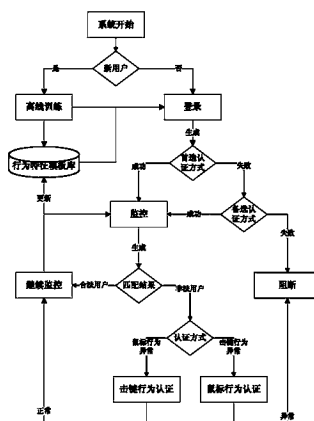 系统开始
新用户
是
否
离线训练
登录
生成
行为特征模板库
首选认
证方式
成功
失败
更新
监控
成功
备选认
证方式
生成
失败
继续监控
合法用户
匹配结果
非法用户
阻断
认证方式
鼠标行为
异常
击键行为
异常
击键行为认证
鼠标行为认证
正常
异常